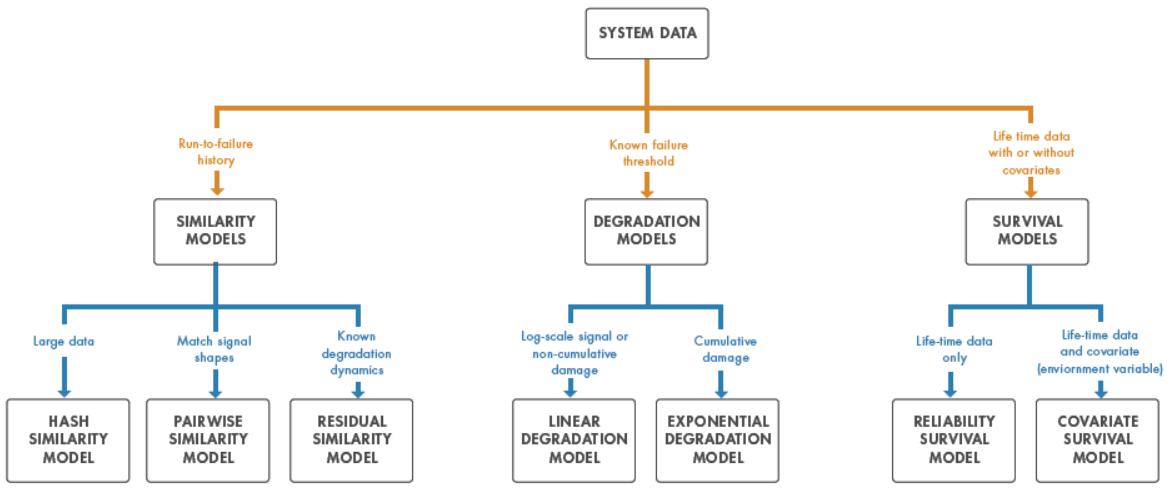 SYSTEM DATA
Run-to-failure
history
Known failure
threshold
Life time data
with or without
covariates
SIMILARITY
MODELS
DEGRADATION
MODELS
SURVIVAL
MODELS
Large data
Match signal
shapes
Known
degradation
dynamics
Log-scale signal or
non-cumulative
damage
Cumulative
damage
Life-time data
only
Life-time data
and covariate
(enviornment variable)
HASH
SIMILARITY
MODEL
PAIRWISE
SIMILARITY
MODEL
RESIDUAL
SIMILARITY
MODEL
LINEAR
DEGRADATION
MODEL
EXPONENTIAL
DEGRADATION
MODEL
RELIABILITY
SURVIVAL
MODEL
COVARIATE
SURVIVAL
MODEL